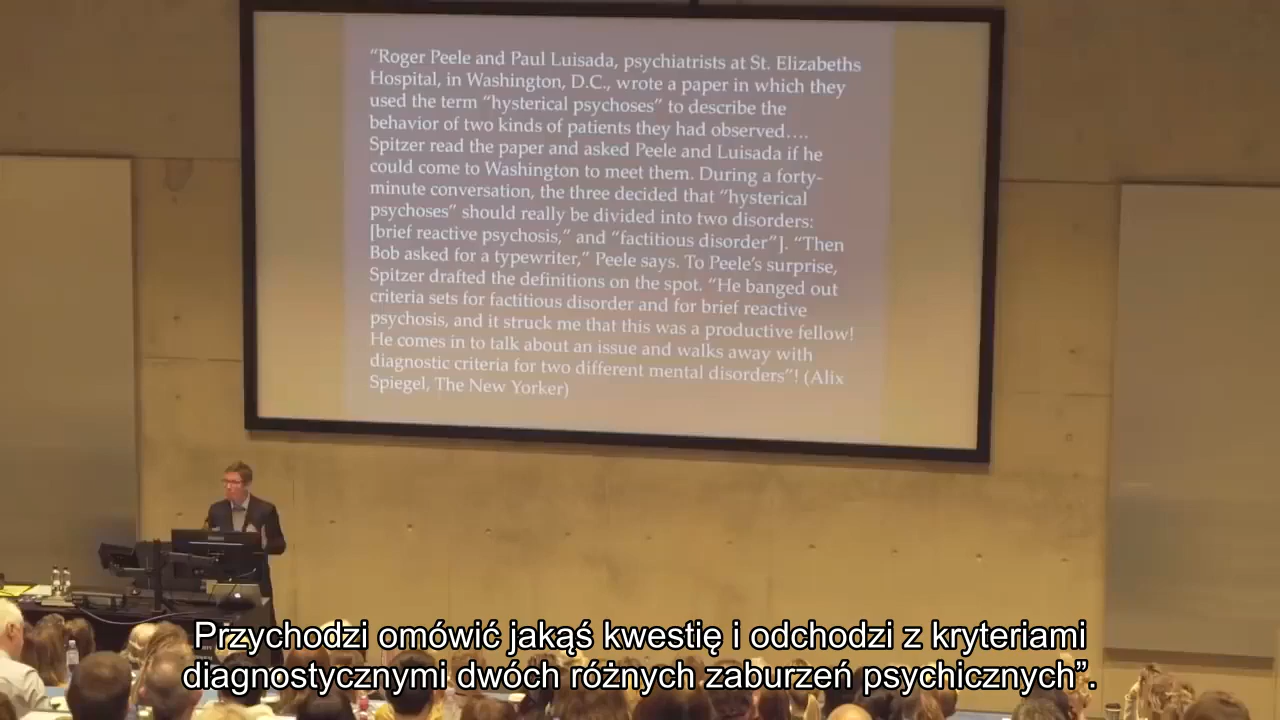 “Roger Peele and Paul Luisada, psychiatrists at St. Elizabeths
Hospital, in Washington, D.C., wrote a paper in which they
used the term “hysterical psychoses” to describe the
behavior of two kinds of patients they had observed….
Spitzer read the paper and asked Peele and Luisada if he
could come to Washington to meet them. During a forty-
minute conversation, the three decided that “hysterical
psychoses” should really be divided into two disorders:
[brief reactive psychosis,” and “factitious disorder”]. “Then
Bob asked for a typewriter,” Peele says. To Peele’s surprise,
Spitzer drafted the definitions on the spot. “He banged out
criteria sets for factitious disorder and for brief reactive
psychosis, and it struck me that this was a productive fellow!
He comes in to talk about an issue and walks away with
diagnostic criteria for two different mental disorders”! (Alix
Spiegel, The New Yorker)
Przychodzi omówić jakąś kwestię i odchodzi z kryteriami
diagnostycznymi dwóch różnych zaburzeń psychicznych”.